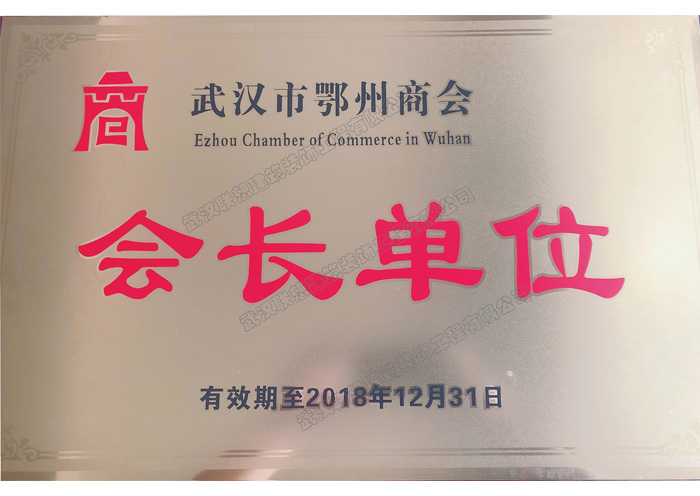 武汉市鄂州商会
Ezhou Chamber of Commerce in Wuhan
会长单位
有效期至2018年12月31日